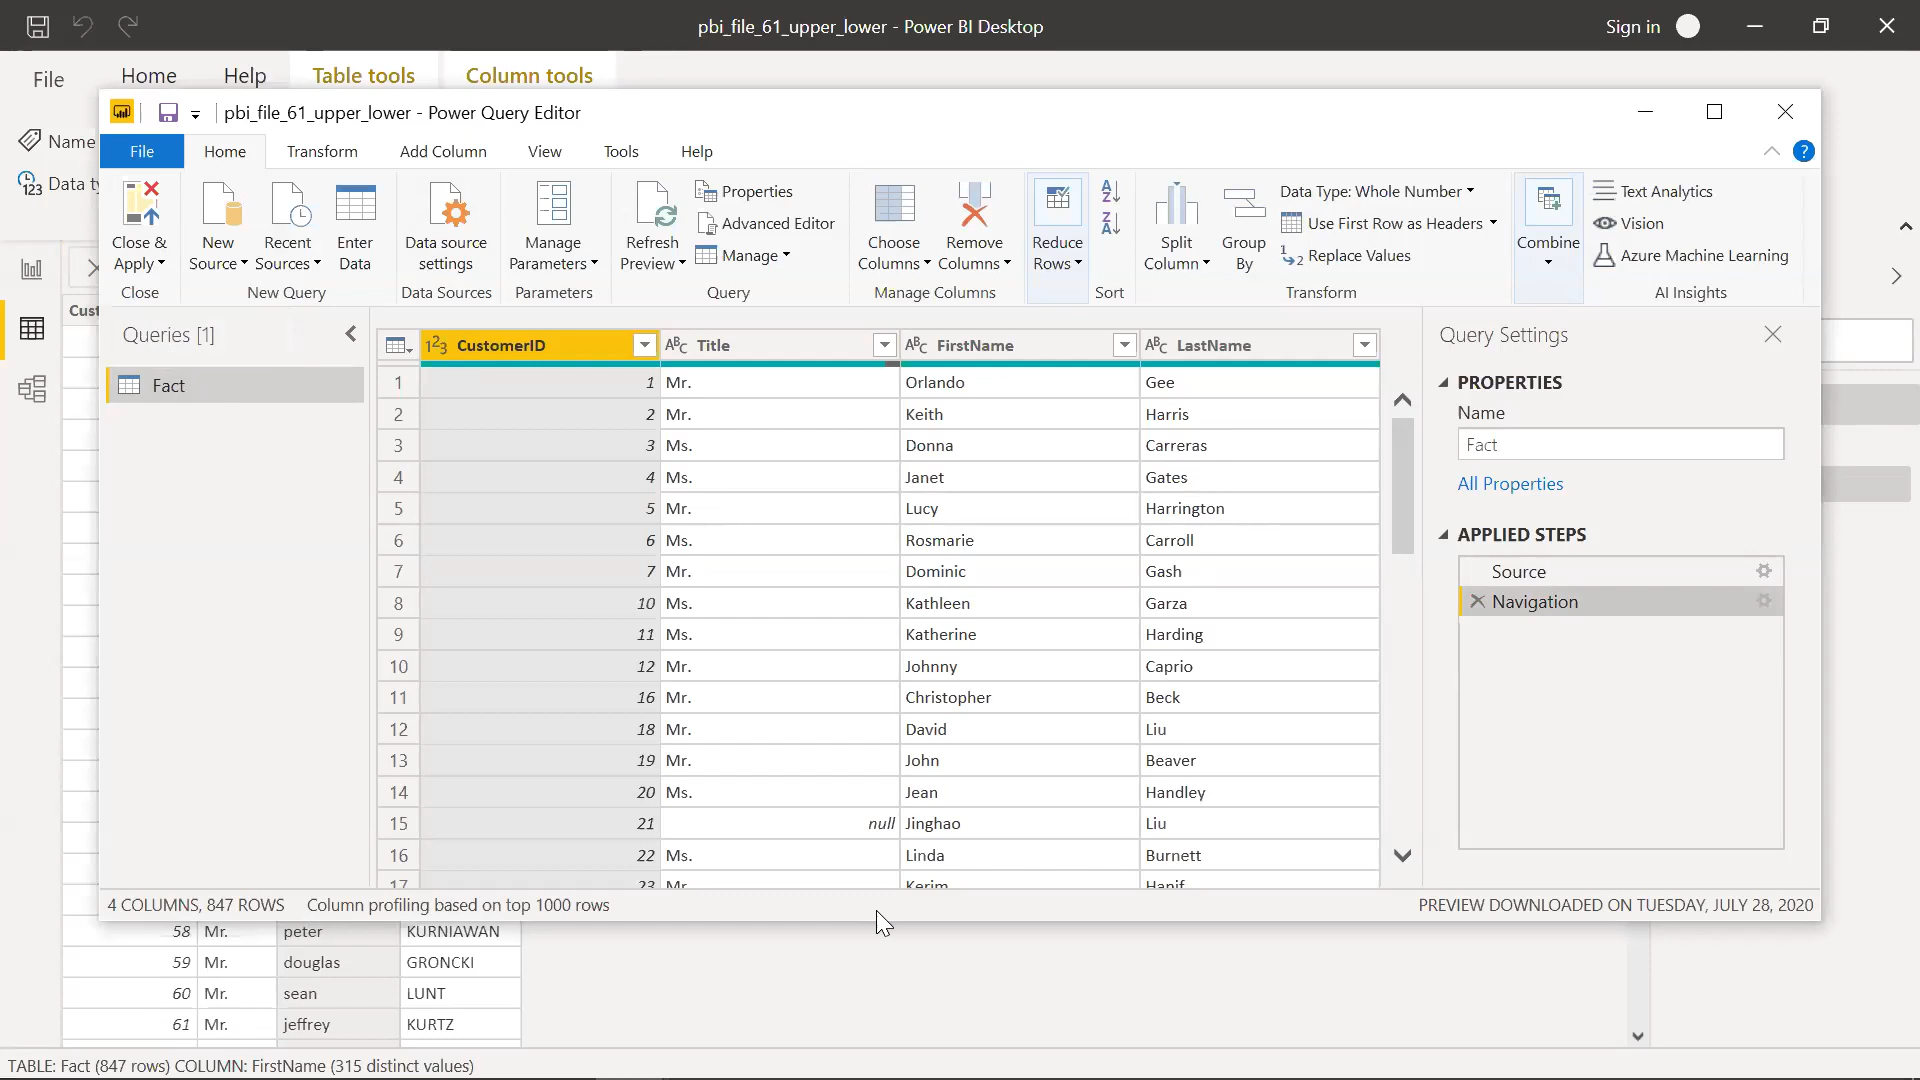 pbi_file_61_upper_lower - Power BI Desktop
Sign in
File Home Help Table tools Column tools
Name
Data ty
Cust
pbi_file_61_upper_lower - Power Query Editor
File Home Transform Add Column View Tools Help
Close &
Apply
Close
New
Source
Recent
Sources
Enter
Data
New Query
Data source
settings
Data Sources
Manage
Parameters
Parameters
Refresh
Preview
Properties
Advanced Editor
Manage
Query
Choose
Columns
Remove
Columns
Manage Columns
Reduce
Rows
Sort
Split
Column
Group
By
Data Type: Whole Number
Use First Row as Headers
Replace Values
Transform
Combine
Text Analytics
Vision
Azure Machine Learning
AI Insights
Queries [1]
Fact
CustomerID Title FirstName LastName
1 1 Mr. Orlando Gee
2 2 Mr. Keith Harris
3 3 Ms. Donna Carreras
4 4 Ms. Janet Gates
5 5 Mr. Lucy Harrington
6 6 Ms. Rosmarie Carroll
7 7 Mr. Dominic Gash
8 10 Ms. Kathleen Garza
9 11 Ms. Katherine Harding
10 12 Mr. Johnny Caprio
11 16 Mr. Christopher Beck
12 18 Mr. David Liu
13 19 Mr. John Beaver
14 20 Ms. Jean Handley
15 21 null Jinghao Liu
16 22 Ms. Linda Burnett
17 23 Mr. Kerim Hanif
Query Settings
PROPERTIES
Name
Fact
All Properties
APPLIED STEPS
Source
Navigation
4 COLUMNS, 847 ROWS Column profiling based on top 1000 rows
PREVIEW DOWNLOADED ON TUESDAY, JULY 28, 2020
58 Mr. peter KURNIAWAN
59 Mr. douglas GRONCKI
60 Mr. sean LUNT
61 Mr. jeffrey KURTZ
TABLE: Fact (847 rows) COLUMN: FirstName (315 distinct values)